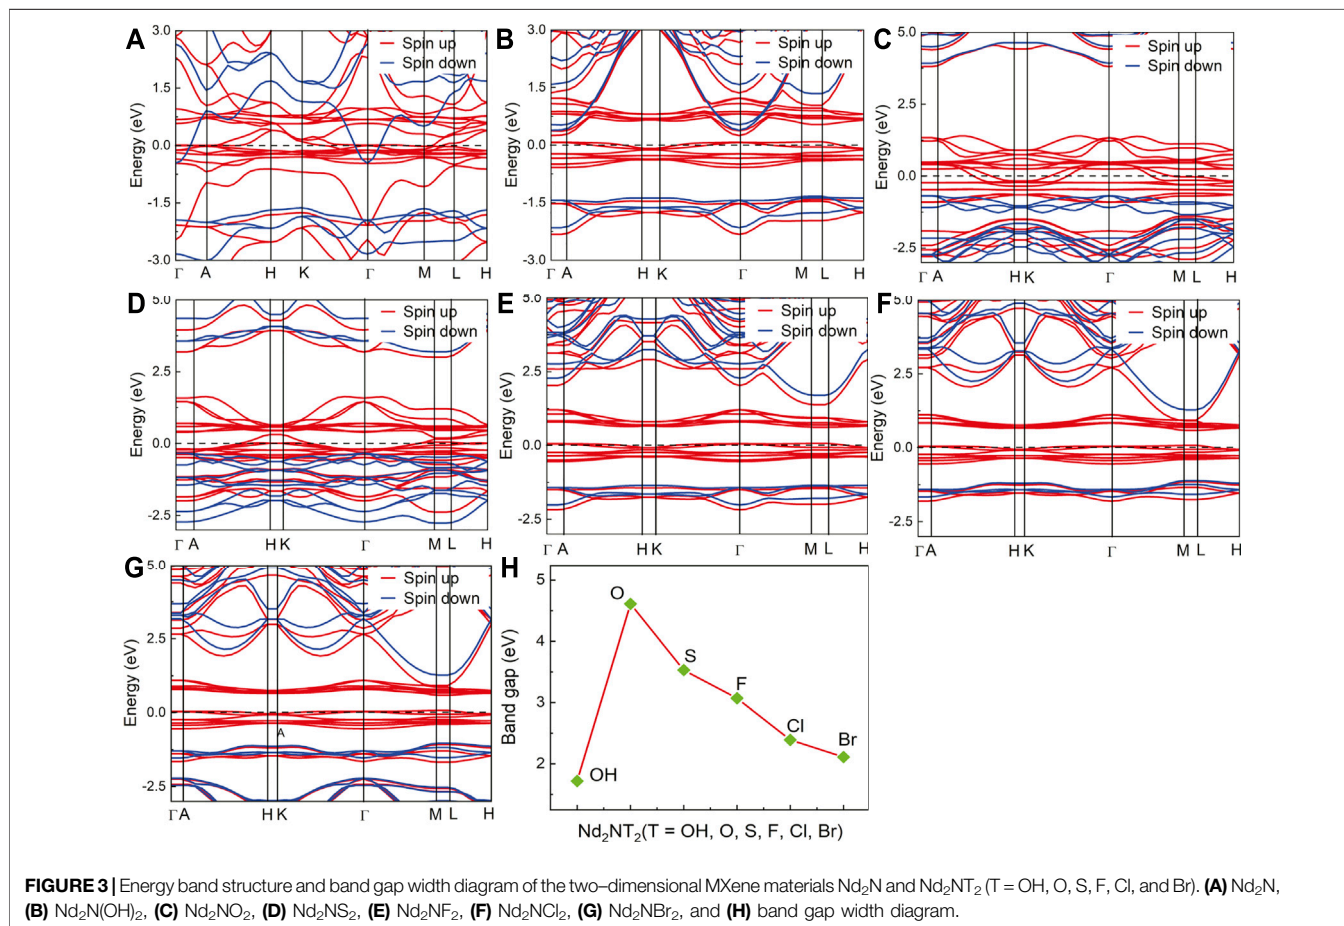 A
3.0
1.5
0.0
-1.5
-3.0
Energy (eV)
Spin up
Spin down
Γ A H K Γ M L H
B
3.0
1.5
0.0
-1.5
-3.0
Energy (eV)
Spin up
Spin down
Γ A H K Γ M L H
C
5.0
2.5
0.0
-2.5
Energy (eV)
Spin up
Spin down
Γ A H K Γ M L H
D
5.0
2.5
0.0
-2.5
Energy (eV)
Spin up
Spin down
Γ A H K Γ M L H
E
5.0
2.5
0.0
-2.5
Energy (eV)
Spin up
Spin down
Γ A H K Γ M L H
F
5.0
2.5
0.0
-2.5
Energy (eV)
Spin up
Spin down
Γ A H K Γ M L H
G
5.0
2.5
0.0
-2.5
Energy (eV)
Spin up
Spin down
A
Γ A H K Γ M L H
H
5
4
3
2
Band gap (eV)
OH
O
S
F
Cl
Br
Nd₂NT₂(T = OH, O, S, F, Cl, Br)
FIGURE 3 | Energy band structure and band gap width diagram of the two–dimensional MXene materials Nd₂N and Nd₂NT₂ (T = OH, O, S, F, Cl, and Br). (A) Nd₂N,
(B) Nd₂N(OH)₂, (C) Nd₂NO₂, (D) Nd₂NS₂, (E) Nd₂NF₂, (F) Nd₂NCl₂, (G) Nd₂NBr₂, and (H) band gap width diagram.